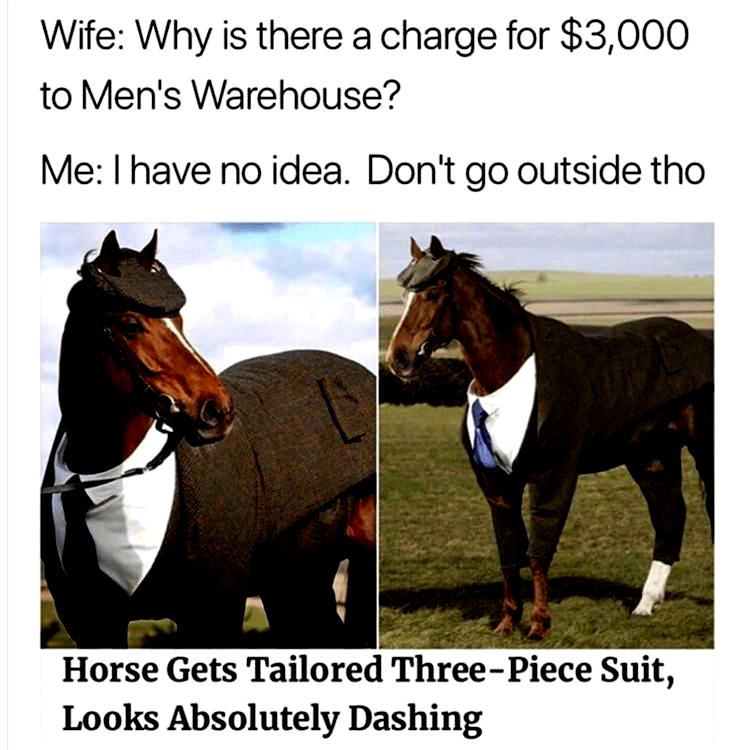 Wife: Why is there a charge for $3,000
to Men's Warehouse?
Me: I have no idea.  Don't go outside tho
Horse Gets Tailored Three-Piece Suit,
Looks Absolutely Dashing